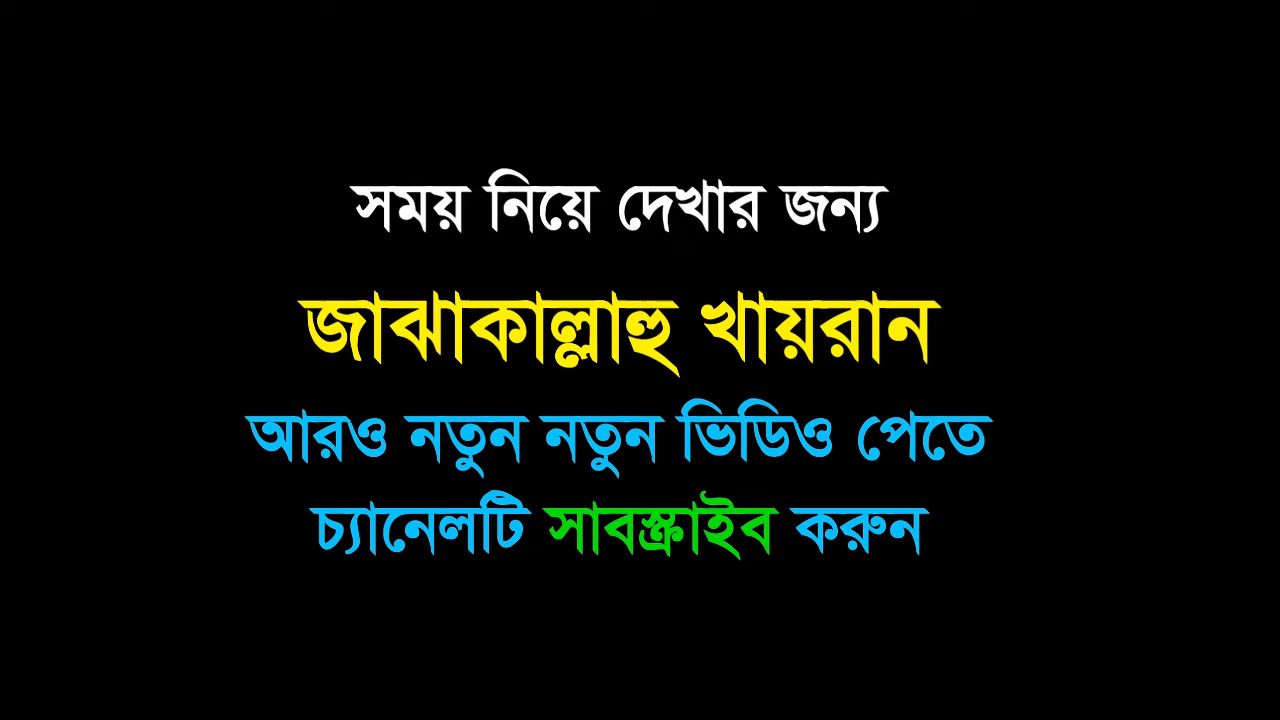 সময় নিয়ে দেখার জন্য
জাঝাকাল্লাহু খায়রান
আরও নতুন নতুন ভিডিও পেতে
চ্যানেলটি সাবস্ক্রাইব করুন